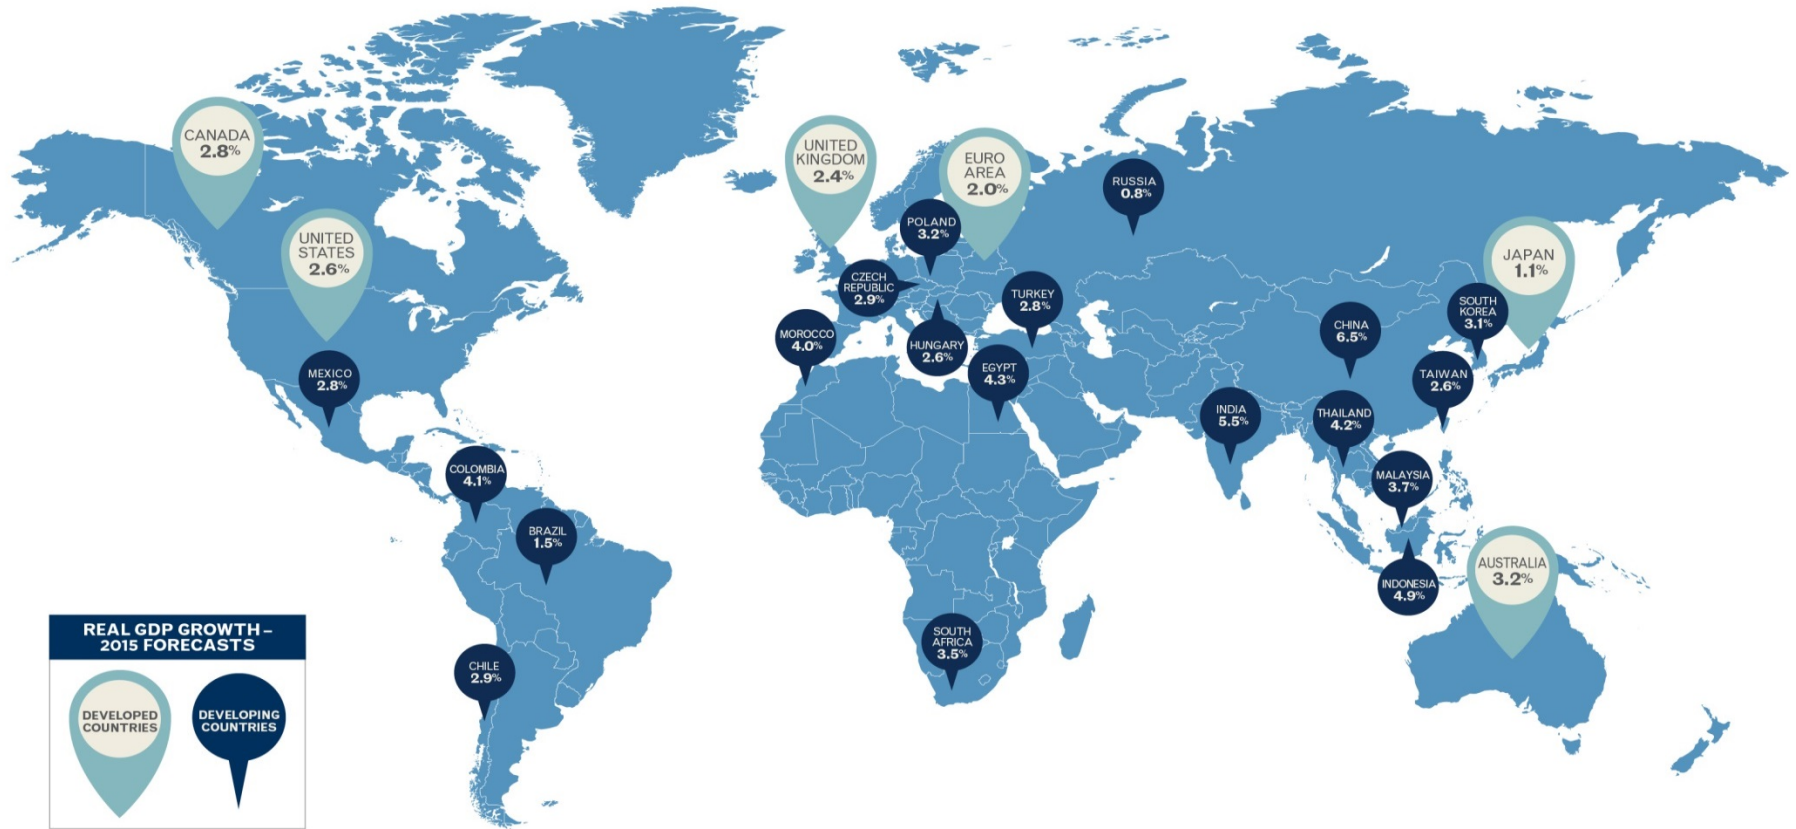 CANADA
2.8%
UNITED
STATES
2.6%
MEXICO
2.8%
COLOMBIA
4.1%
BRAZIL
1.5%
CHILE
2.9%
UNITED
KINGDOM
2.4%
EURO
AREA
2.0%
RUSSIA
0.8%
POLAND
3.2%
CZECH
REPUBLIC
2.9%
TURKEY
2.8%
MOROCCO
4.0%
HUNGARY
2.6%
EGYPT
4.3%
SOUTH
AFRICA
3.5%
JAPAN
1.1%
SOUTH
KOREA
3.1%
CHINA
6.5%
TAIWAN
2.6%
INDIA
5.5%
THAILAND
4.2%
MALAYSIA
3.7%
INDONESIA
4.9%
AUSTRALIA
3.2%
REAL GDP GROWTH –
2015 FORECASTS
DEVELOPED
COUNTRIES
DEVELOPING
COUNTRIES